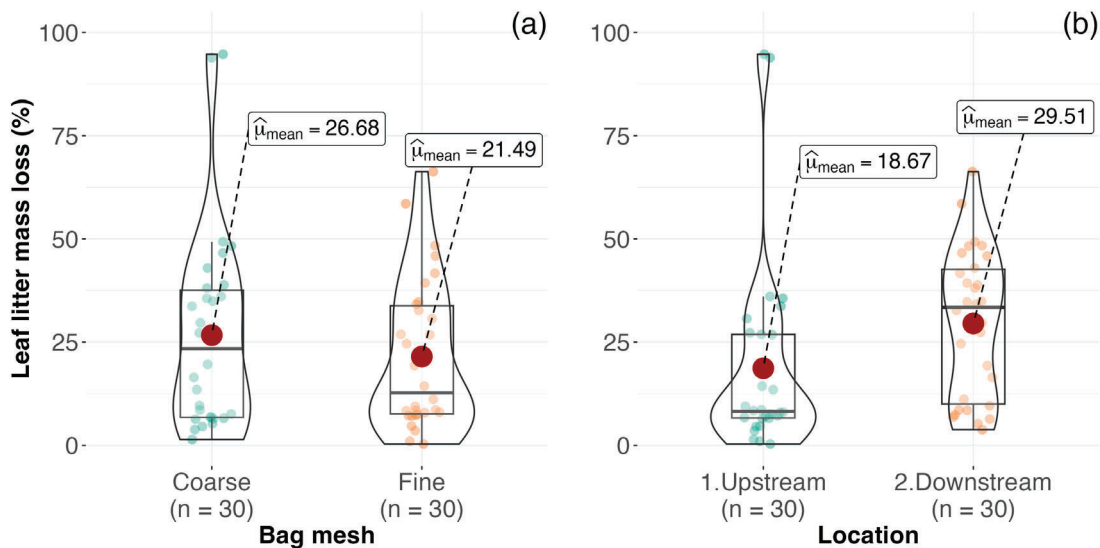 (a)
Leaf litter mass loss (%)
100
75
50
25
0
μ̂mean = 26.68
μ̂mean = 21.49
Coarse
(n = 30)
Fine
(n = 30)
Bag mesh
(b)
100
75
50
25
0
μ̂mean = 18.67
μ̂mean = 29.51
1.Upstream
(n = 30)
2.Downstream
(n = 30)
Location